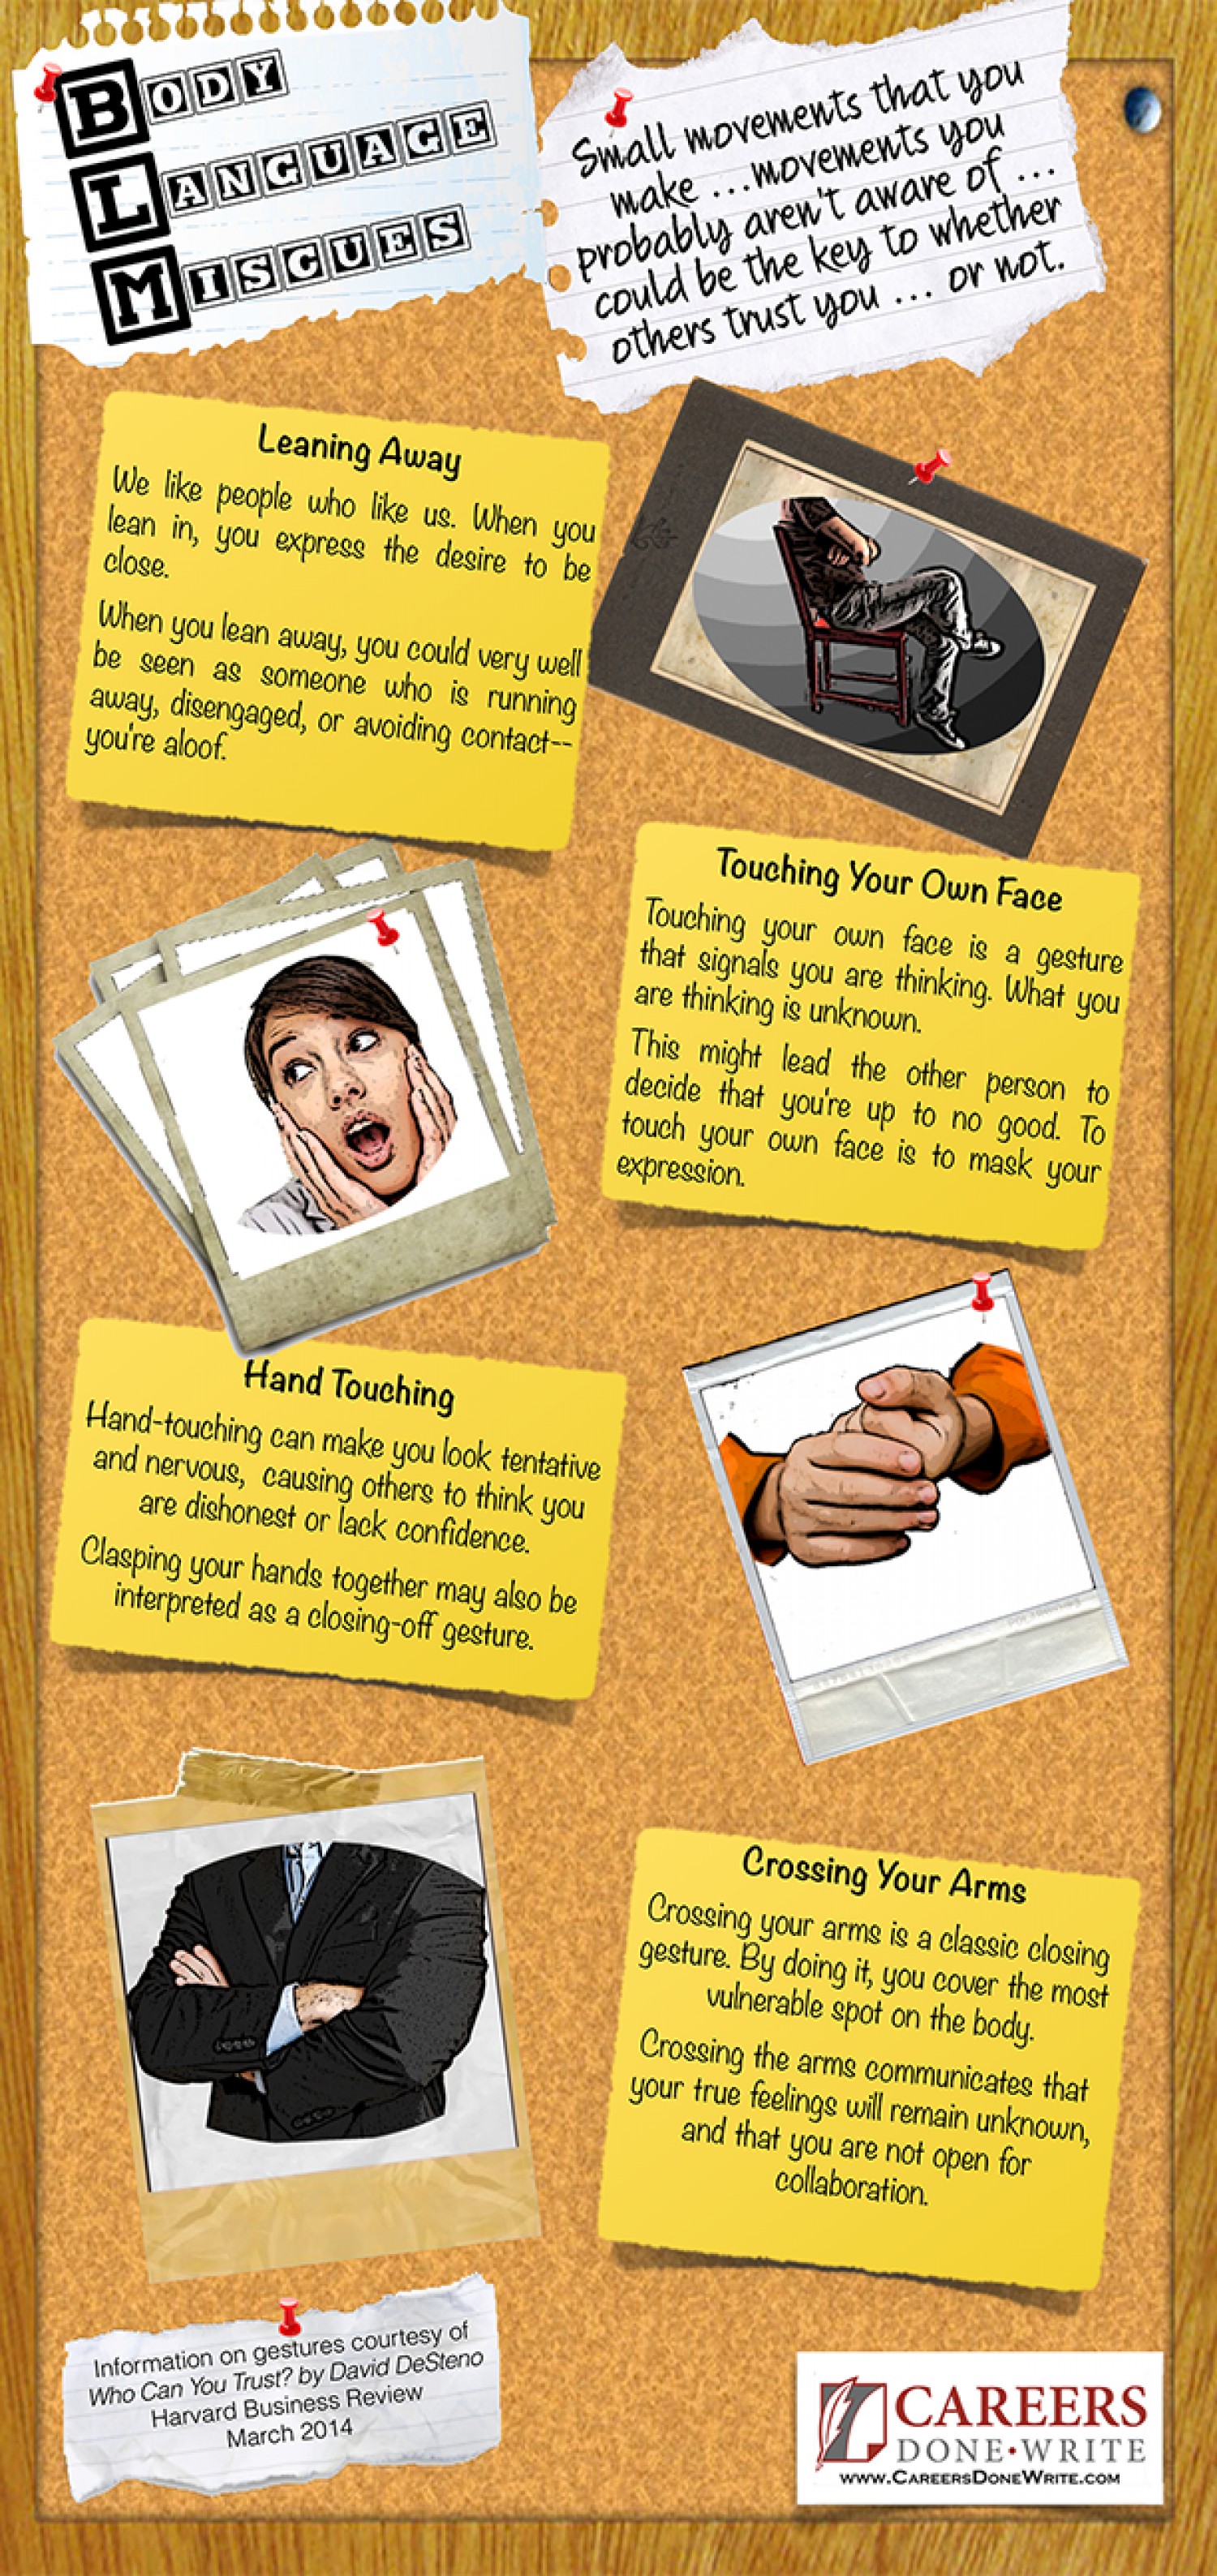 BODY
LANGUAGE
MISCUES
Small movements that you
make ...movements you
probably aren't aware of ...
could be the key to whether
others trust you ... or not.
Leaning Away
We like people who like us. When you
lean in, you express the desire to be
close.
When you lean away, you could very well
be seen as someone who is running
away, disengaged, or avoiding contact--
you're aloof.
Touching Your Own Face
Touching your own face is a gesture
that signals you are thinking. What you
are thinking is unknown.
This might lead the other person to
decide that you're up to no good. To
touch your own face is to mask your
expression.
Hand Touching
Hand-touching can make you look tentative
and nervous, causing others to think you
are dishonest or lack confidence.
Clasping your hands together may also be
interpreted as a closing-off gesture.
Crossing Your Arms
Crossing your arms is a classic closing
gesture. By doing it, you cover the most
vulnerable spot on the body.
Crossing the arms communicates that
your true feelings will remain unknown,
and that you are not open for
collaboration.
Information on gestures courtesy of
Who Can You Trust? by David DeSteno
Harvard Business Review
March 2014
CAREERS
DONE•WRITE
WWW.CAREERSDONEWRITE.COM